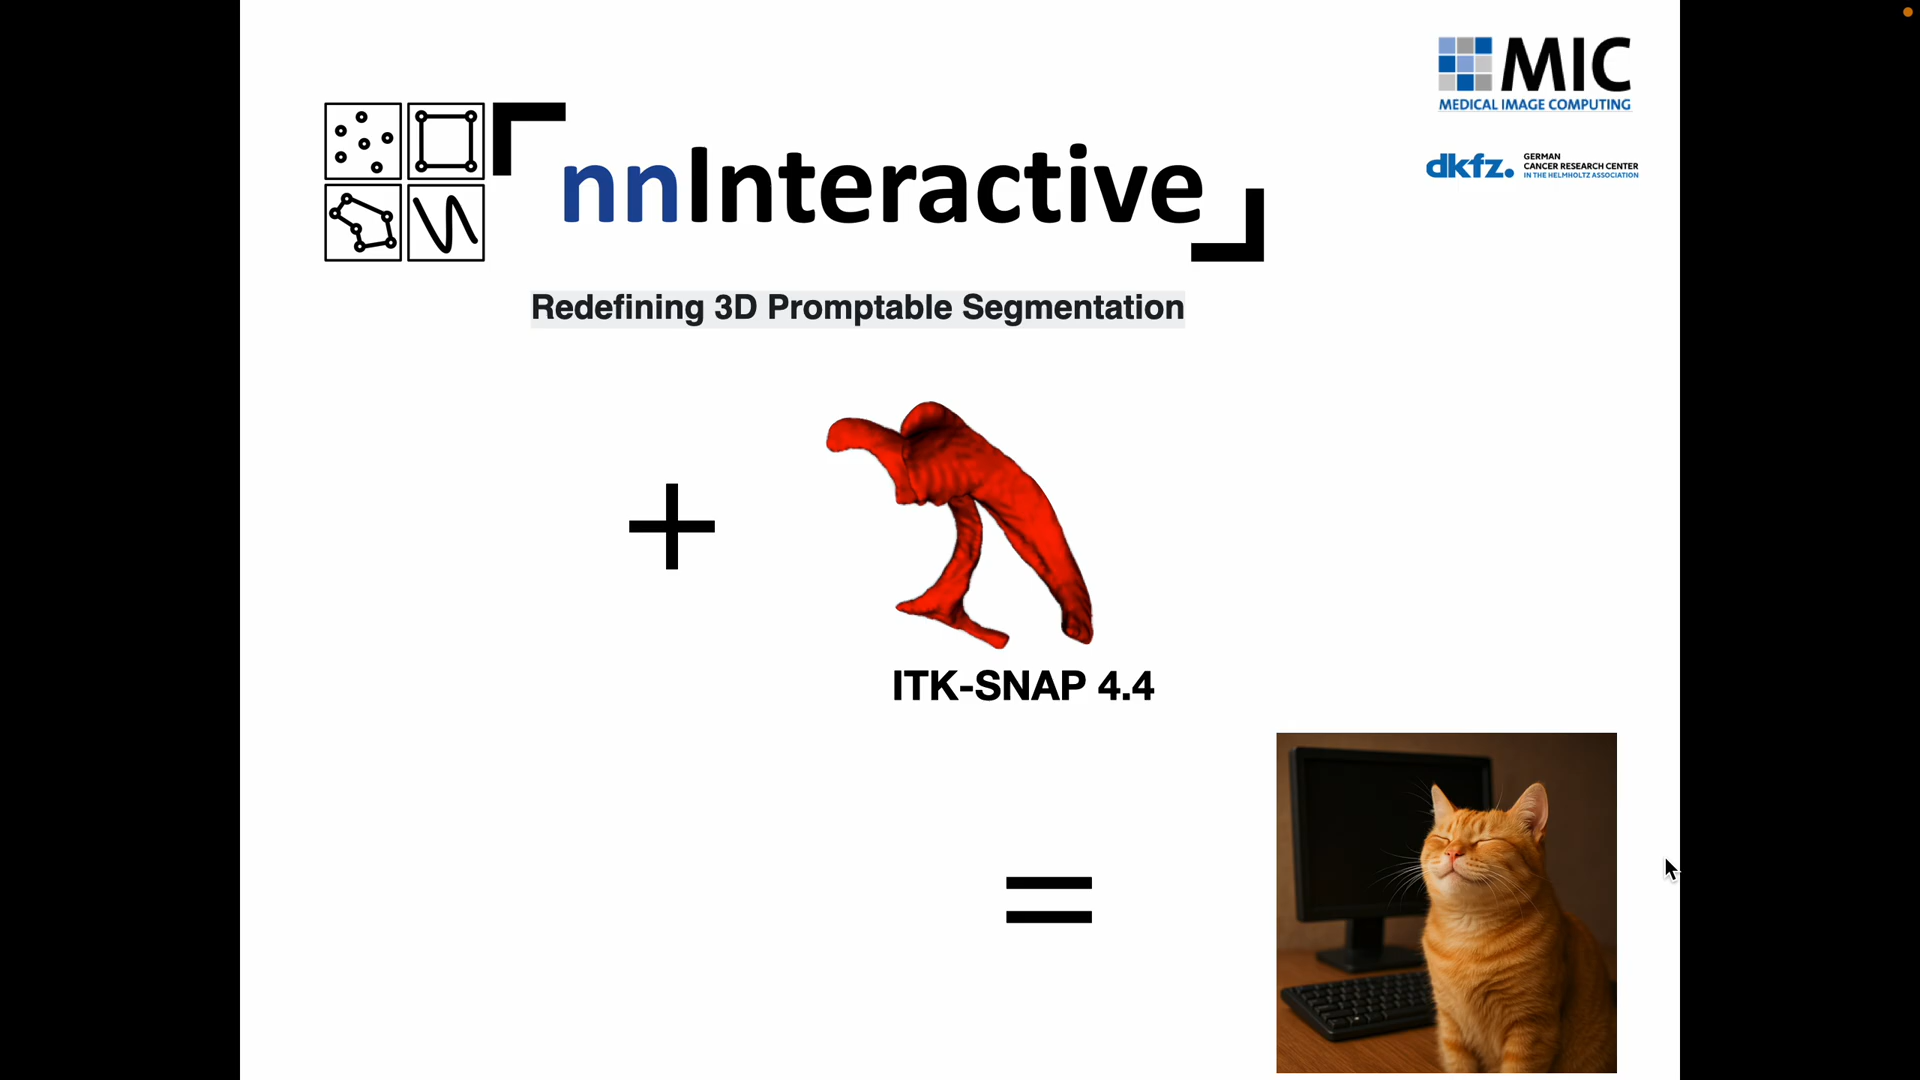 MIC
MEDICAL IMAGE COMPUTING
dkfz.
GERMAN
CANCER RESEARCH CENTER
IN THE HELMHOLTZ ASSOCIATION
nnInteractive
Redefining 3D Promptable Segmentation
+
ITK-SNAP 4.4
=